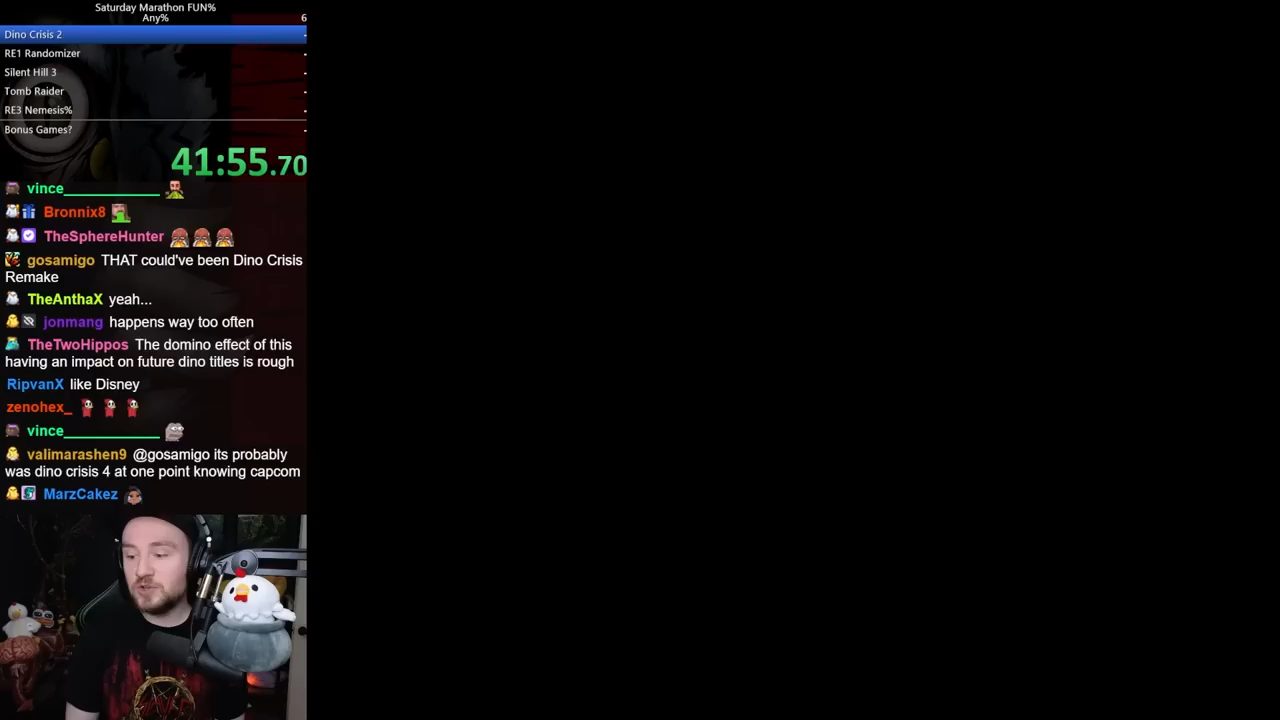 Saturday Marathon FUN%
Any%
6
Dino Crisis 2 -
RE1 Randomizer -
Silent Hill 3 -
Tomb Raider -
RE3 Nemesis% -
Bonus Games? -
41:55.70
vince____________
Bronnix8
TheSphereHunter
gosamigo THAT could've been Dino Crisis
Remake
TheAnthaX yeah...
jonmang happens way too often
TheTwoHippos The domino effect of this
having an impact on future dino titles is rough
RipvanX like Disney
zenohex_
vince____________
valimarashen9 @gosamigo its probably
was dino crisis 4 at one point knowing capcom
MarzCakez